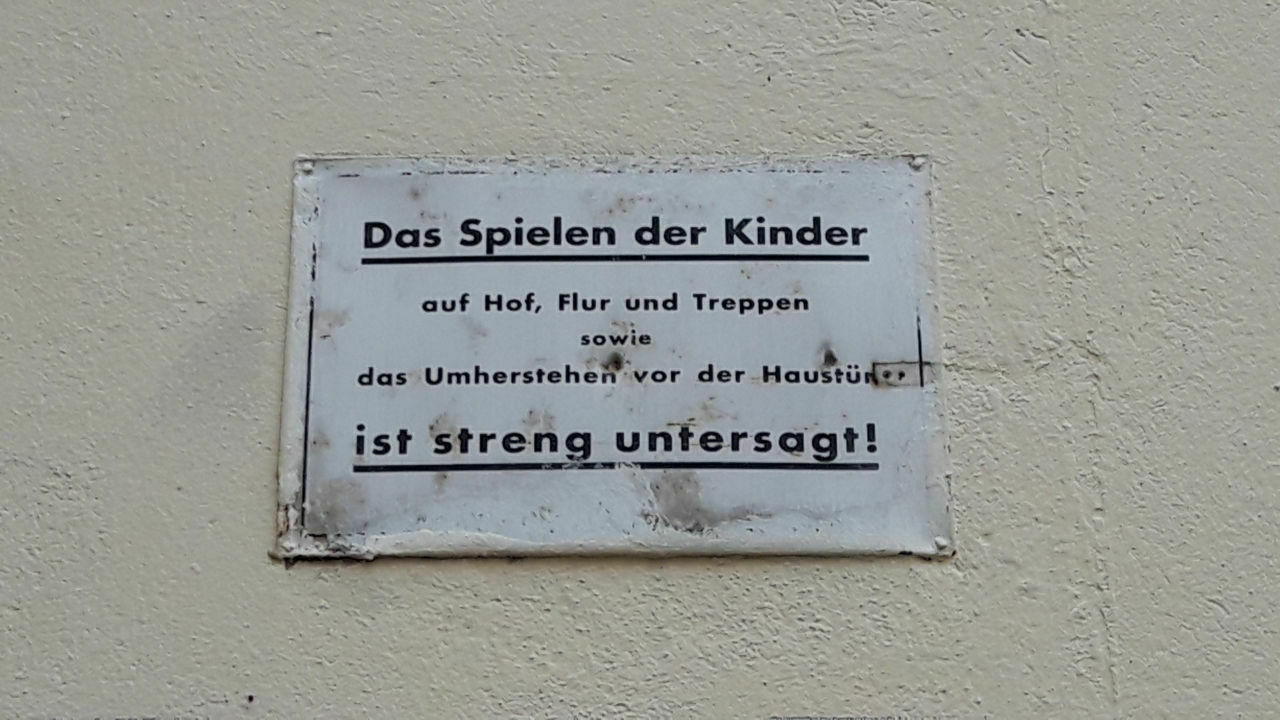 Das Spielen der Kinder
auf Hof, Flur und Treppen
sowie
das Umherstehen vor der Haustür
ist streng untersagt!